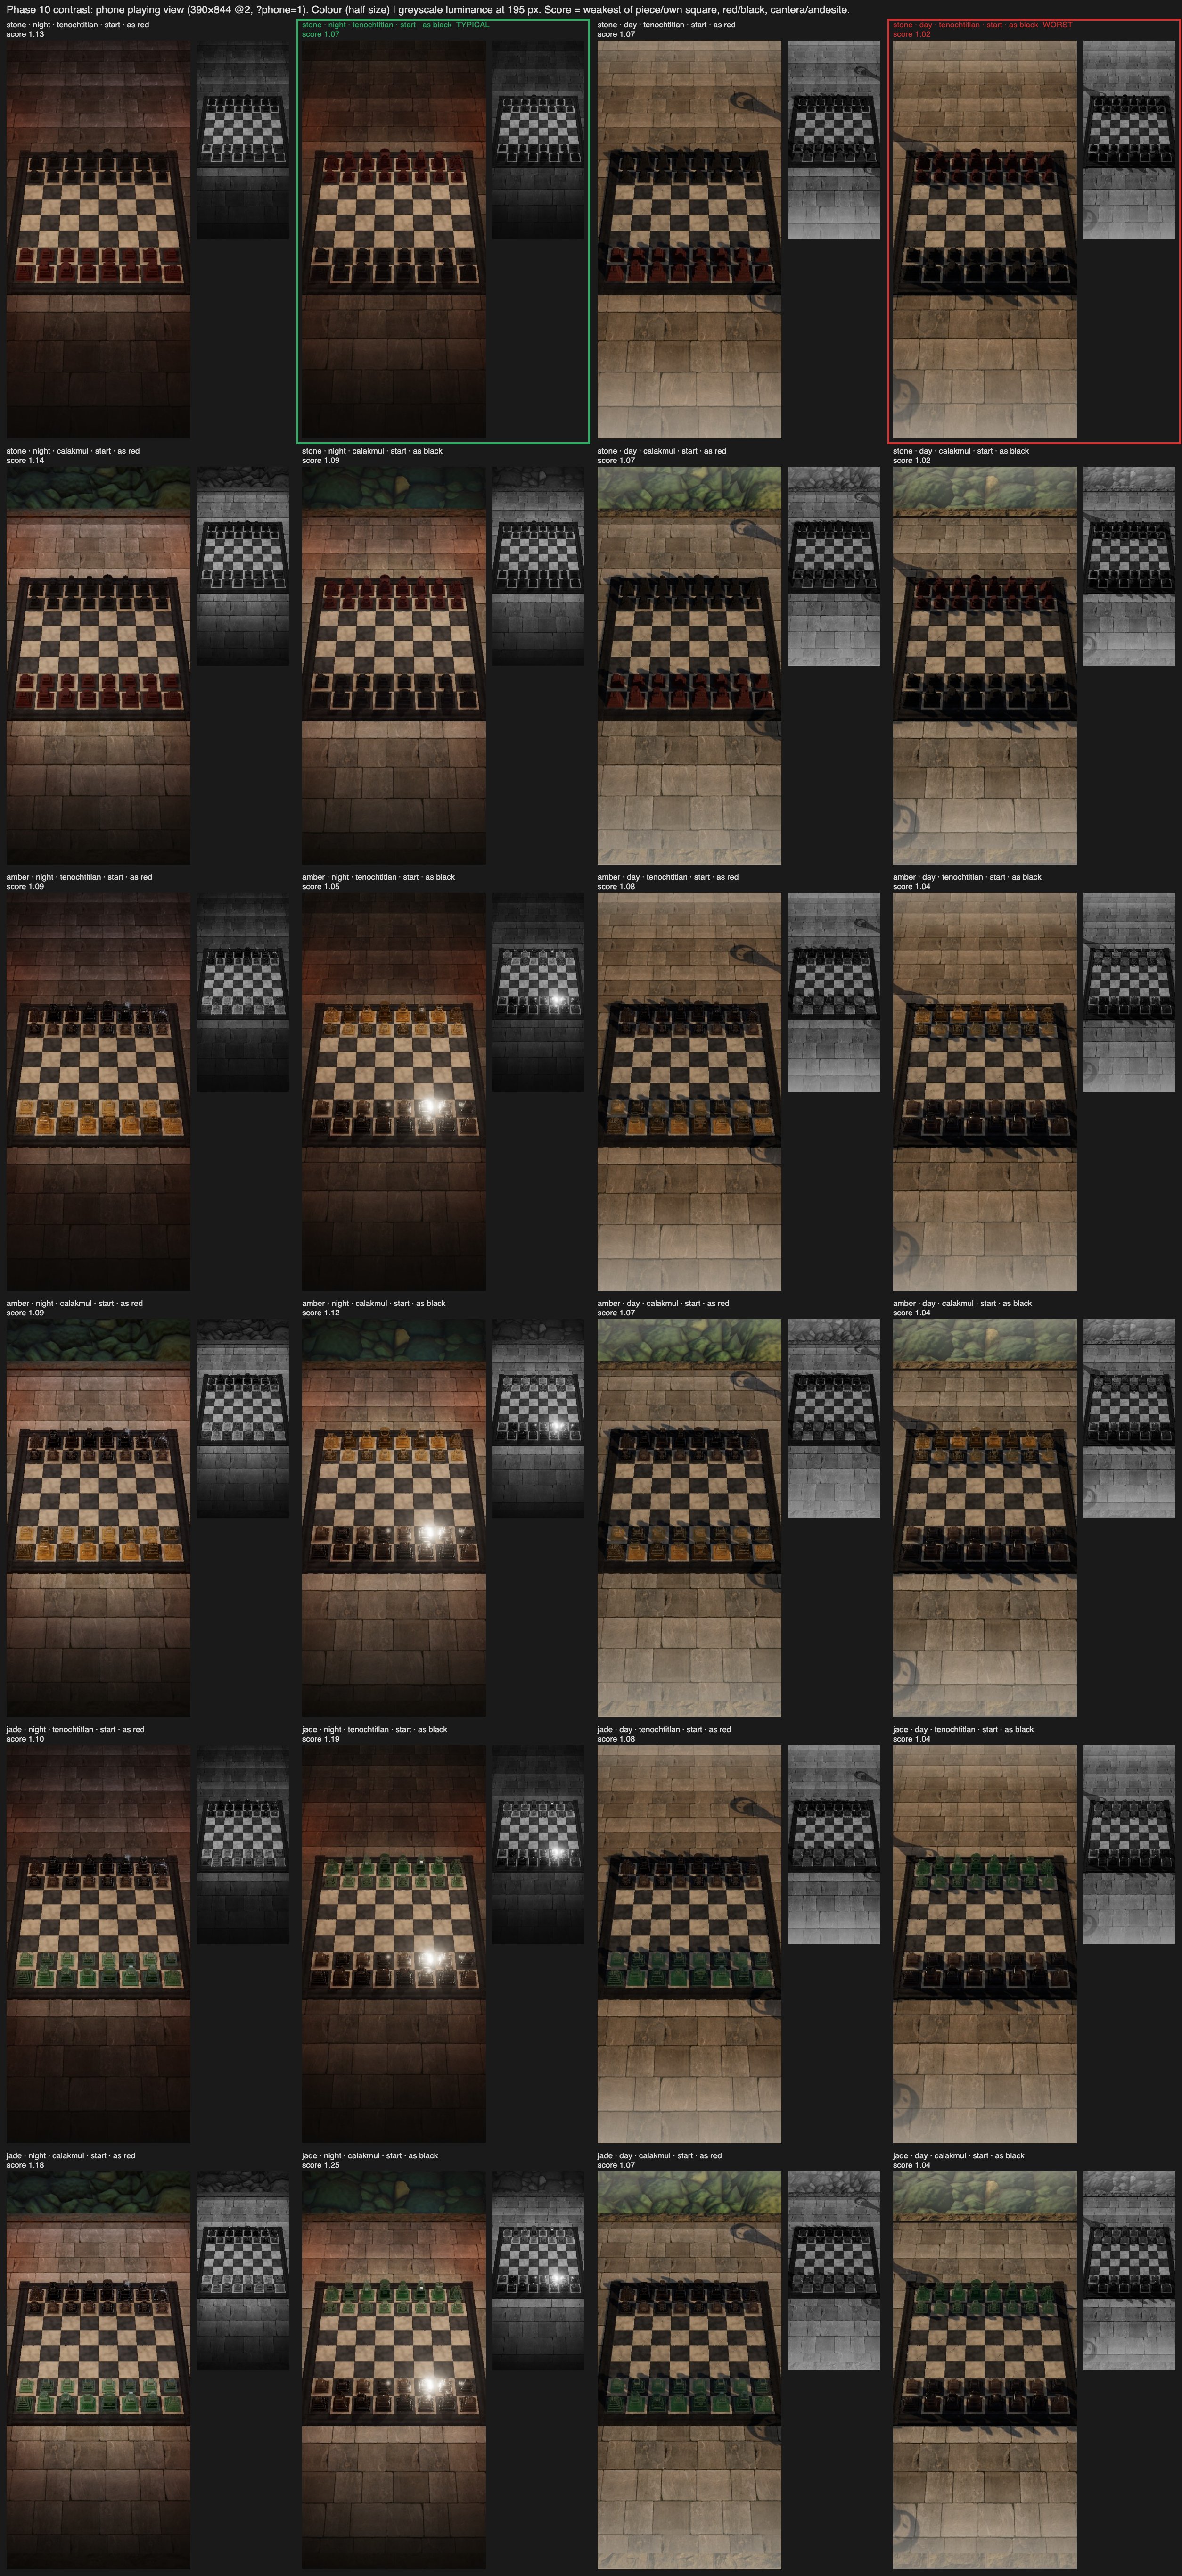 Phase 10 contrast: phone playing view (390×844 @2, ?phone=1). Colour (half size) | greyscale luminance at 195 px. Score = weakest of piece/own square, red/black, cantera/andesite.
stone · night · tenochtitlan · start · as red
score 1.13
stone · night · tenochtitlan · start · as black TYPICAL
score 1.07
stone · day · tenochtitlan · start · as red
score 1.07
stone · day · tenochtitlan · start · as black WORST
score 1.02
stone · night · calakmul · start · as red
score 1.14
stone · night · calakmul · start · as black
score 1.09
stone · day · calakmul · start · as red
score 1.07
stone · day · calakmul · start · as black
score 1.02
amber · night · tenochtitlan · start · as red
score 1.09
amber · night · tenochtitlan · start · as black
score 1.05
amber · day · tenochtitlan · start · as red
score 1.08
amber · day · tenochtitlan · start · as black
score 1.04
amber · night · calakmul · start · as red
score 1.09
amber · night · calakmul · start · as black
score 1.12
amber · day · calakmul · start · as red
score 1.07
amber · day · calakmul · start · as black
score 1.04
jade · night · tenochtitlan · start · as red
score 1.10
jade · night · tenochtitlan · start · as black
score 1.19
jade · day · tenochtitlan · start · as red
score 1.08
jade · day · tenochtitlan · start · as black
score 1.04
jade · night · calakmul · start · as red
score 1.18
jade · night · calakmul · start · as black
score 1.25
jade · day · calakmul · start · as red
score 1.07
jade · day · calakmul · start · as black
score 1.04